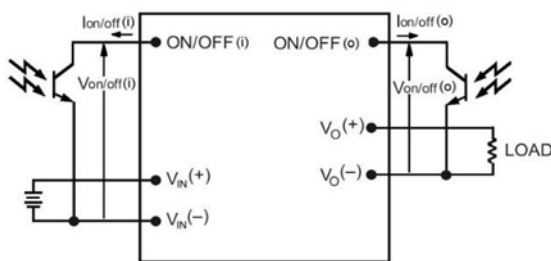 Ion/off(i)
Ion/off(o)
ON/OFF(i)
ON/OFF(o)
Von/off(i)
Von/off(o)
VO(+)
LOAD
VIN(+)
VO(−)
VIN(−)